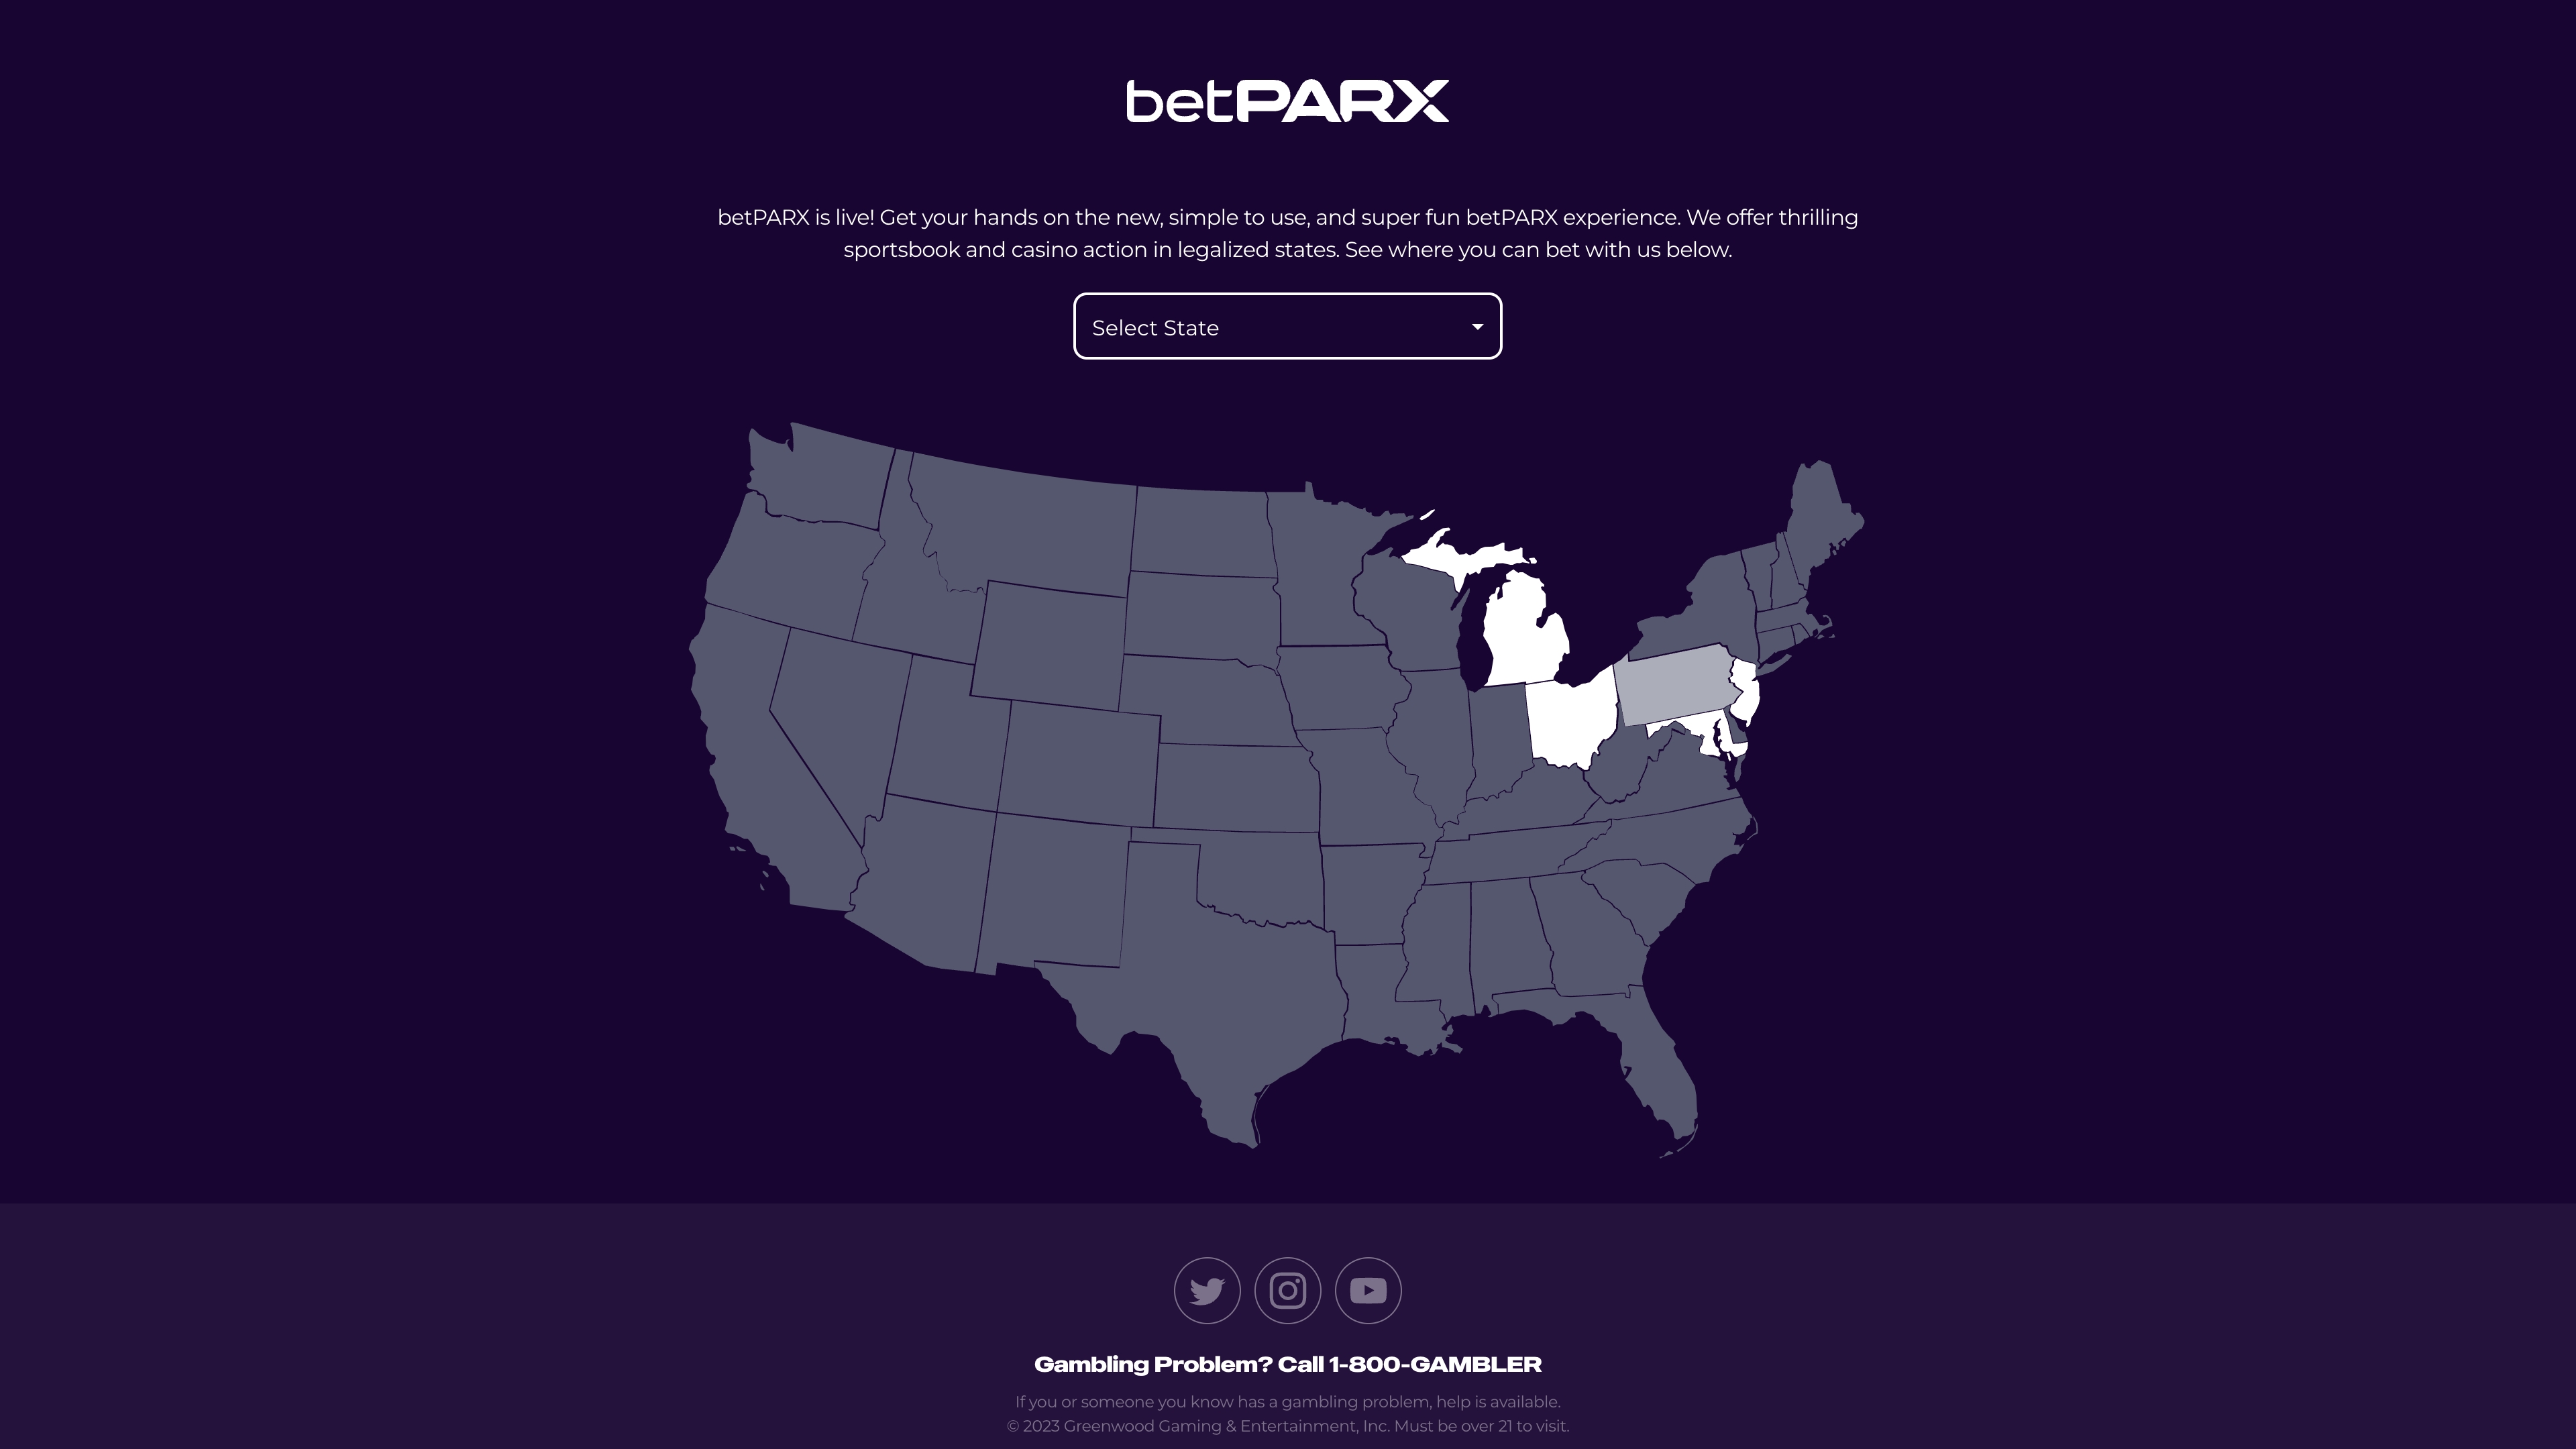 betPARX
betPARX is live! Get your hands on the new, simple to use, and super fun betPARX experience. We offer thrilling
sportsbook and casino action in legalized states. See where you can bet with us below.
Select State
Gambling Problem? Call 1-800-GAMBLER
If you or someone you know has a gambling problem, help is available.
© 2023 Greenwood Gaming & Entertainment, Inc. Must be over 21 to visit.